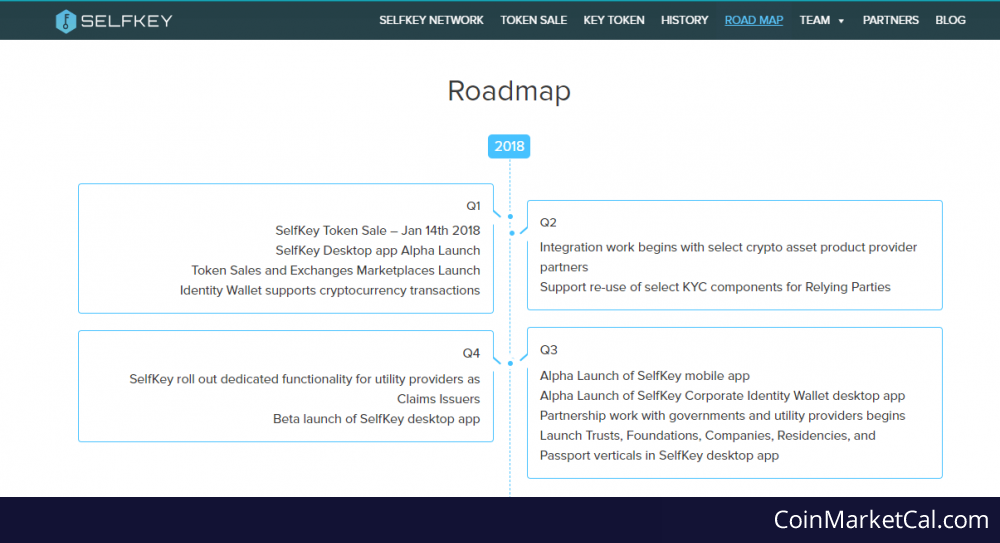 SELFKEY
SELFKEY NETWORK TOKEN SALE KEY TOKEN HISTORY ROAD MAP TEAM PARTNERS BLOG
Roadmap
2018
Q1
SelfKey Token Sale – Jan 14th 2018
SelfKey Desktop app Alpha Launch
Token Sales and Exchanges Marketplaces Launch
Identity Wallet supports cryptocurrency transactions
Q2
Integration work begins with select crypto asset product provider
partners
Support re-use of select KYC components for Relying Parties
Q3
Alpha Launch of SelfKey mobile app
Alpha Launch of SelfKey Corporate Identity Wallet desktop app
Partnership work with governments and utility providers begins
Launch Trusts, Foundations, Companies, Residencies, and
Passport verticals in SelfKey desktop app
Q4
SelfKey roll out dedicated functionality for utility providers as
Claims Issuers
Beta launch of SelfKey desktop app
CoinMarketCal.com